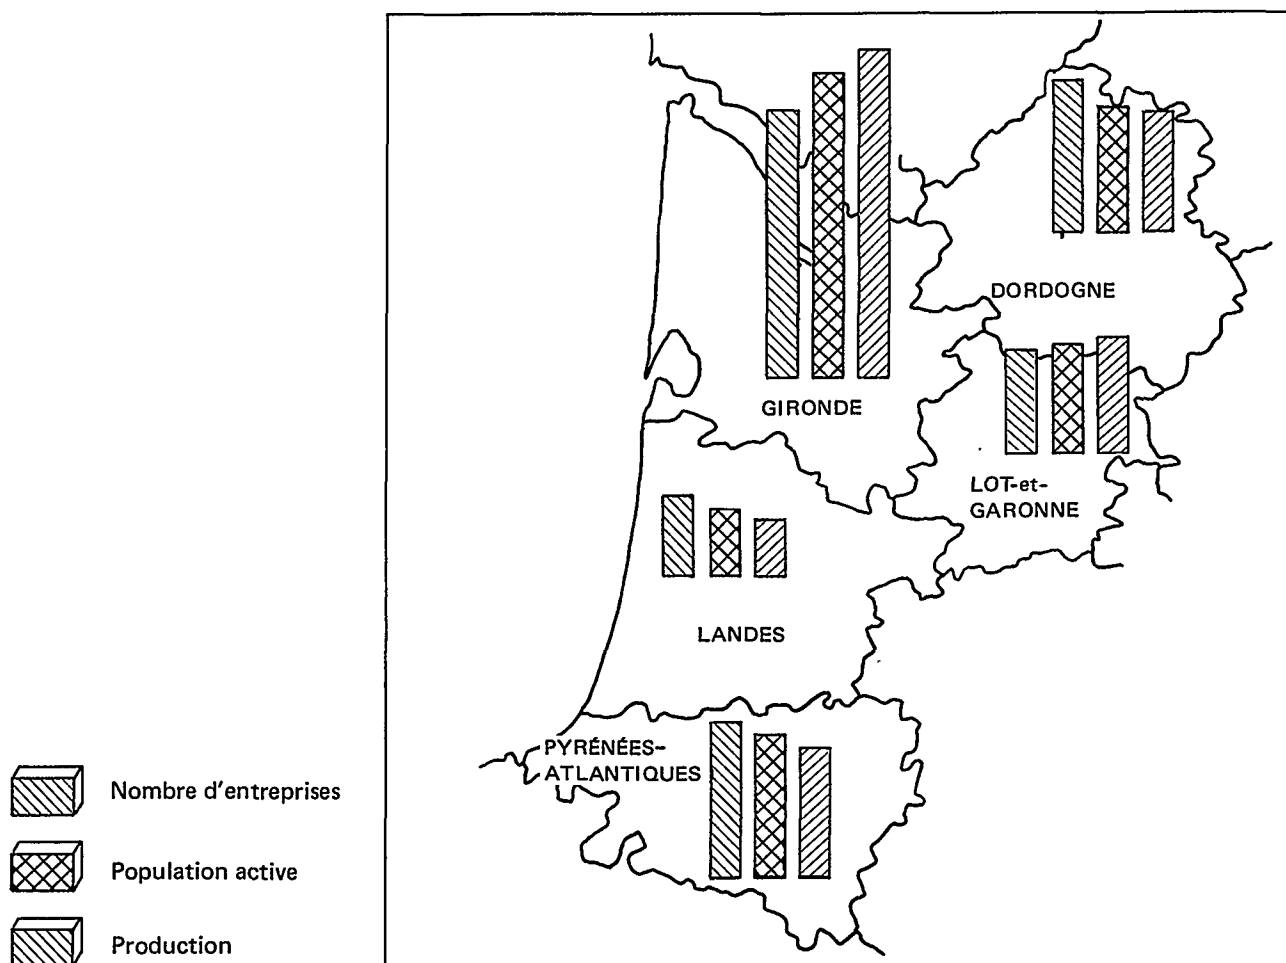 DORDOGNE
GIRONDE
LOT-et-
GARONNE
LANDES
PYRÉNÉES-
ATLANTIQUES
Nombre d'entreprises
Population active
Production